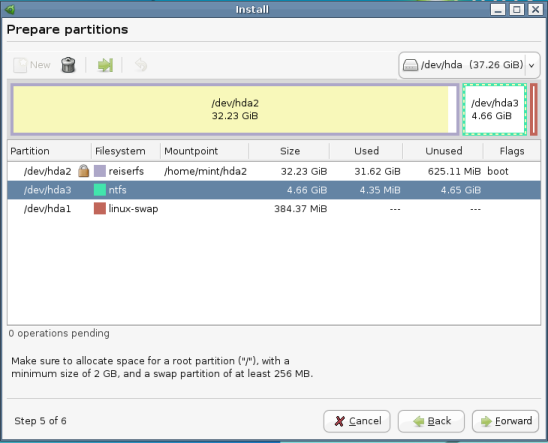 Install
Prepare partitions
New
/dev/hda (37.26 GiB)
/dev/hda2
32.23 GiB
/dev/hda3
4.66 GiB
Partition Filesystem Mountpoint Size Used Unused Flags
/dev/hda2 reiserfs /home/mint/hda2 32.23 GiB 31.62 GiB 625.11 MiB boot
/dev/hda3 ntfs 4.66 GiB 4.35 MiB 4.65 GiB
/dev/hda1 linux-swap 384.37 MiB --- ---
0 operations pending
Make sure to allocate space for a root partition ("/"), with a
minimum size of 2 GB, and a swap partition of at least 256 MB.
Step 5 of 6
Cancel
Back
Forward